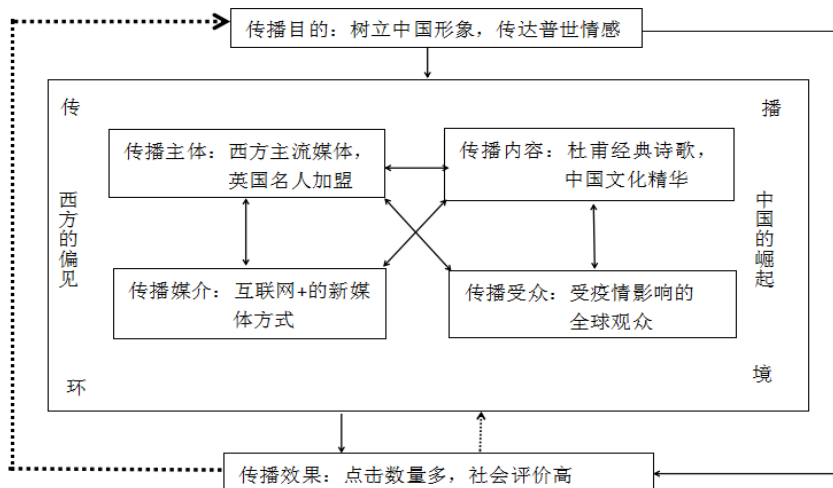 传播目的：树立中国形象，传达普世情感
传
播
传播主体：西方主流媒体，
英国名人加盟
传播内容：杜甫经典诗歌，
中国文化精华
西方的偏见
中国的崛起
传播媒介：互联网+的新媒
体方式
传播受众：受疫情影响的
全球观众
环
境
传播效果：点击数量多，社会评价高